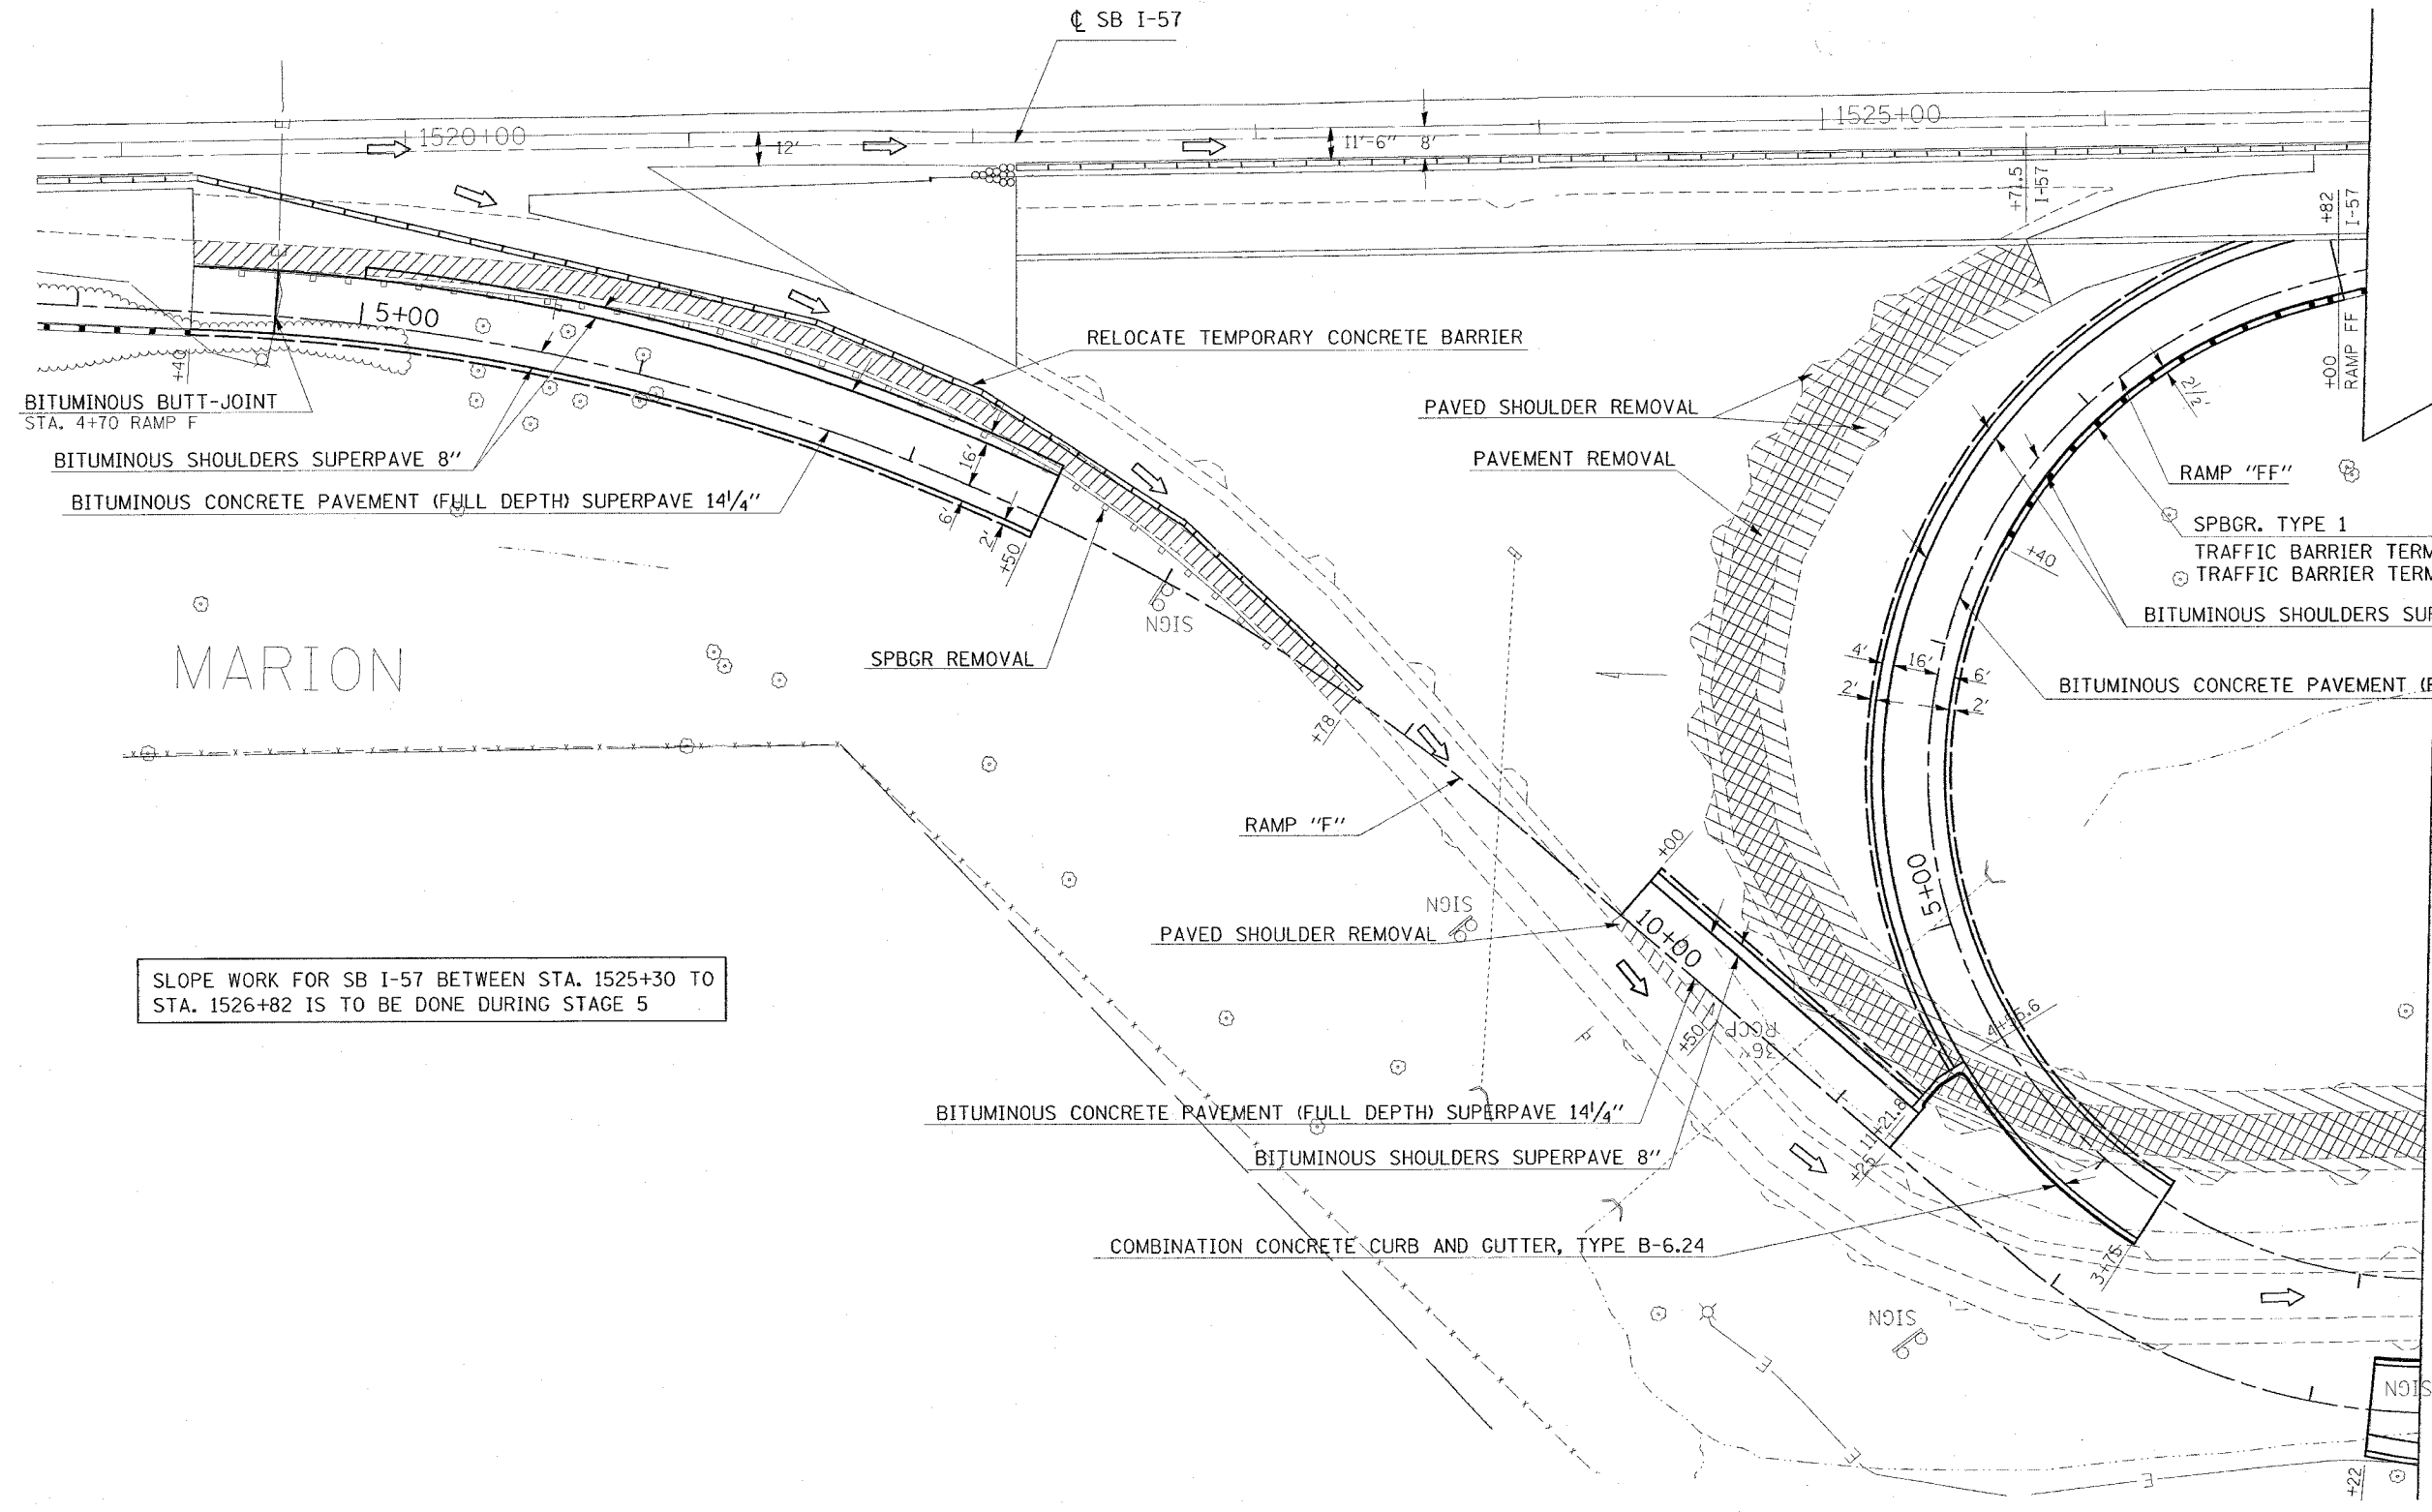 ℄ SB I-57
1520+00
12'
11'-6"
8'
1525+00
+71.5
I-57
+82
I-57
+00
RAMP FF
5+00
+40
BITUMINOUS BUTT-JOINT
STA. 4+70 RAMP F
BITUMINOUS SHOULDERS SUPERPAVE 8"
BITUMINOUS CONCRETE PAVEMENT (FULL DEPTH) SUPERPAVE 14¼"
RELOCATE TEMPORARY CONCRETE BARRIER
PAVED SHOULDER REMOVAL
PAVEMENT REMOVAL
2½'
RAMP "FF"
SPBGR. TYPE 1
TRAFFIC BARRIER TERM
TRAFFIC BARRIER TERM
+40
BITUMINOUS SHOULDERS SU
BITUMINOUS CONCRETE PAVEMENT
16'
6'
2'
+50
SIGN
SPBGR REMOVAL
MARION
4'
16'
6'
2'
2'
+78
RAMP "F"
+00
5+00
SIGN
PAVED SHOULDER REMOVAL
10+00
SLOPE WORK FOR SB I-57 BETWEEN STA. 1525+30 TO
STA. 1526+82 IS TO BE DONE DURING STAGE 5
+50
36"
RCCP
BITUMINOUS CONCRETE PAVEMENT (FULL DEPTH) SUPERPAVE 14¼"
11+21.8
+25
BITUMINOUS SHOULDERS SUPERPAVE 8"
COMBINATION CONCRETE CURB AND GUTTER, TYPE B-6.24
3+75
SIGN
E
E
E
SIGN
+22